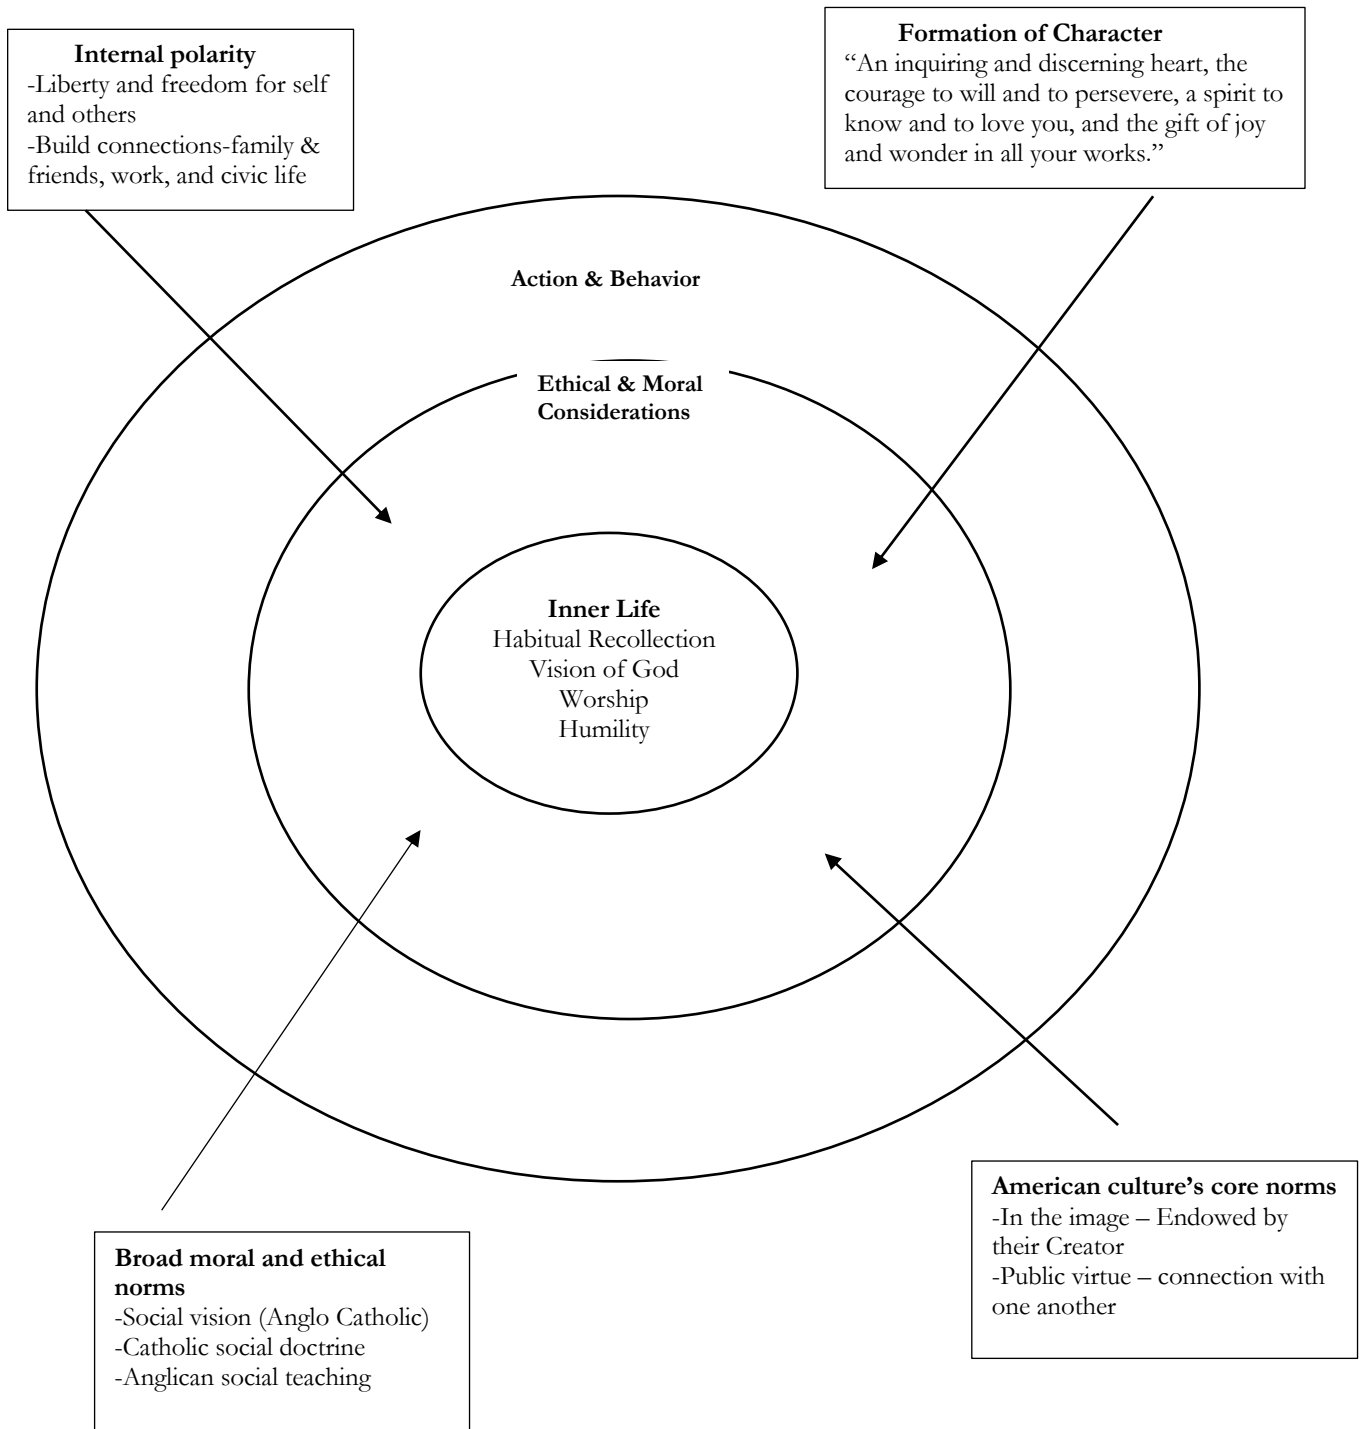 Internal polarity
-Liberty and freedom for self
and others
-Build connections-family &
friends, work, and civic life
Formation of Character
“An inquiring and discerning heart, the
courage to will and to persevere, a spirit to
know and to love you, and the gift of joy
and wonder in all your works.”
Action & Behavior
Ethical & Moral
Considerations
Inner Life
Habitual Recollection
Vision of God
Worship
Humility
Broad moral and ethical
norms
-Social vision (Anglo Catholic)
-Catholic social doctrine
-Anglican social teaching
American culture’s core norms
-In the image – Endowed by
their Creator
-Public virtue – connection with
one another